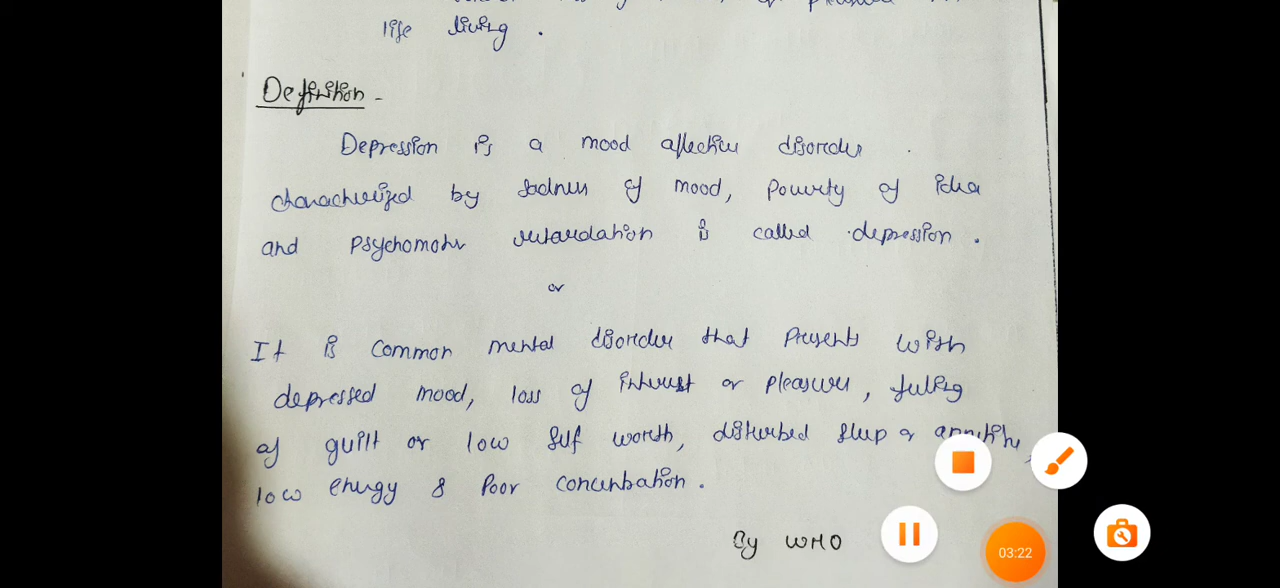 of pleasure
life living .
Definition -
Depression is a mood affective disorder .
characterized by sadness of mood, Poverty of idea
and Psychomotor retardation is called depression .
or
It is common mental disorder that Presents with
depressed mood, loss of interest or pleasure, feeling
of guilt or low self worth, disturbed sleep or appetite,
low energy & Poor concentration .
By WHO
03:22